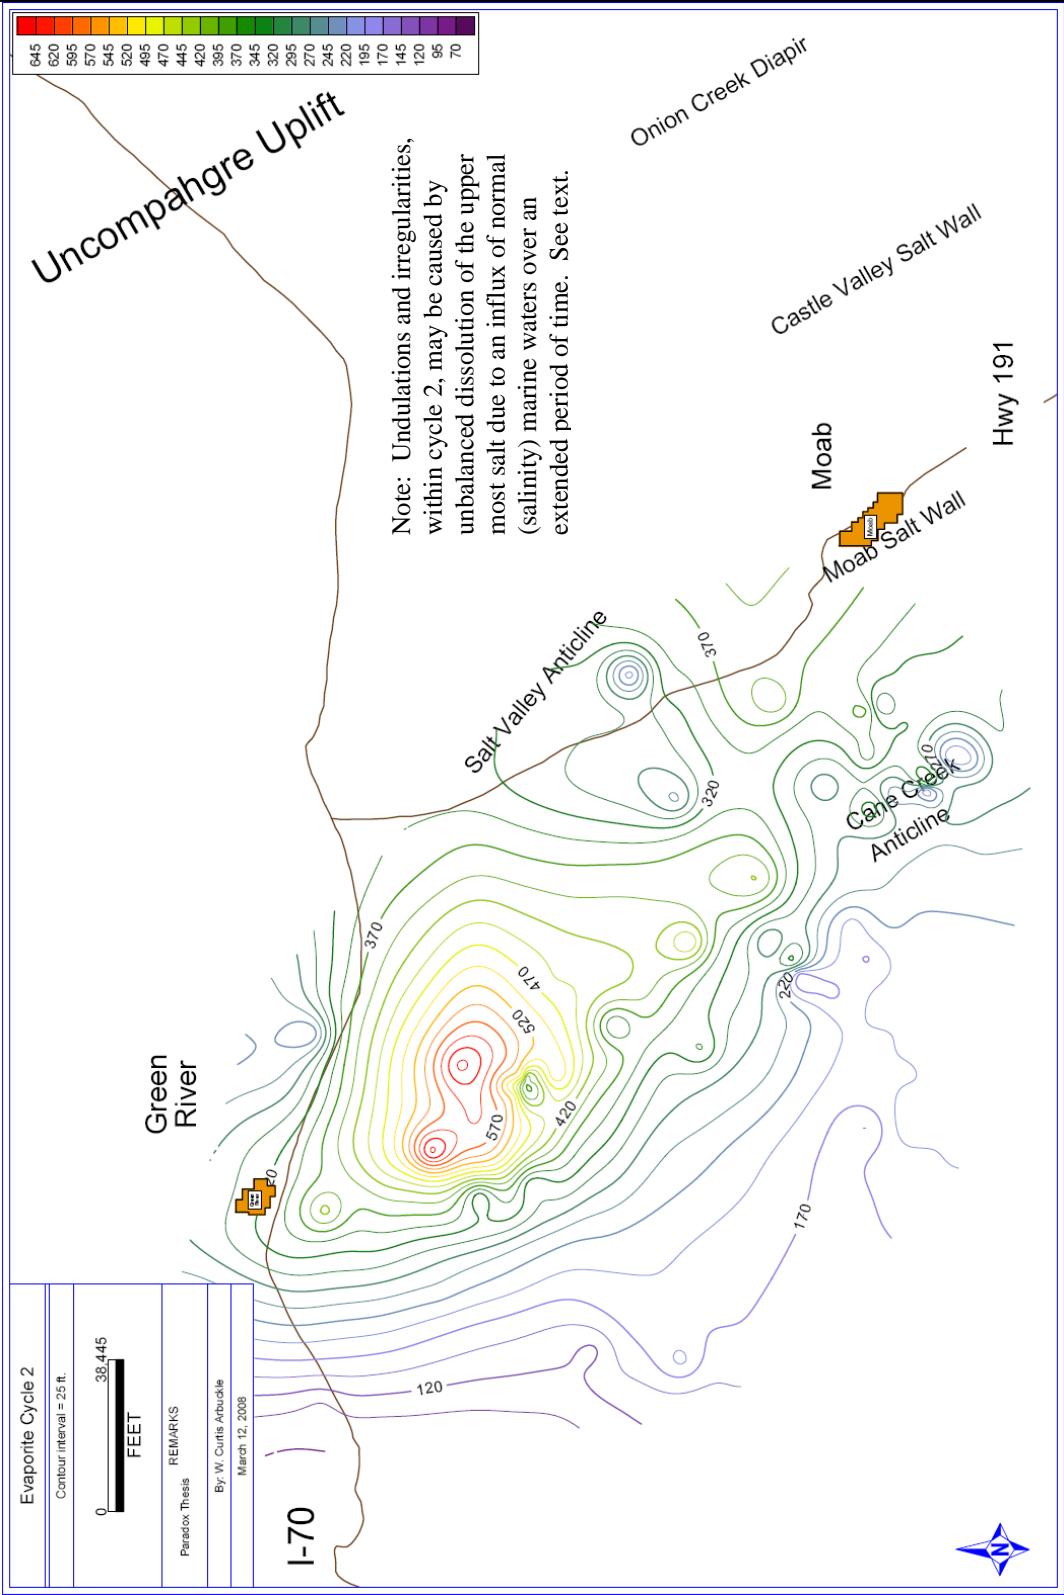 645
620
595
570
545
520
495
470
445
420
395
370
345
320
295
270
245
220
195
170
145
120
95
70
Uncompahgre Uplift
Onion Creek Diapir
Note: Undulations and irregularities,
within cycle 2, may be caused by
unbalanced dissolution of the upper
most salt due to an influx of normal
(salinity) marine waters over an
extended period of time. See text.
Castle Valley Salt Wall
Hwy 191
Moab
Moab
Moab Salt Wall
Salt Valley Anticline
370
320
Cane Creek
Anticline
370
470
520
570
420
220
170
120
Green
River
Green
River
20
I-70
Evaporite Cycle 2
Contour interval = 25 ft.
0
38,445
FEET
REMARKS
Paradox Thesis
By: W. Curtis Arbuckle
March 12, 2008
N